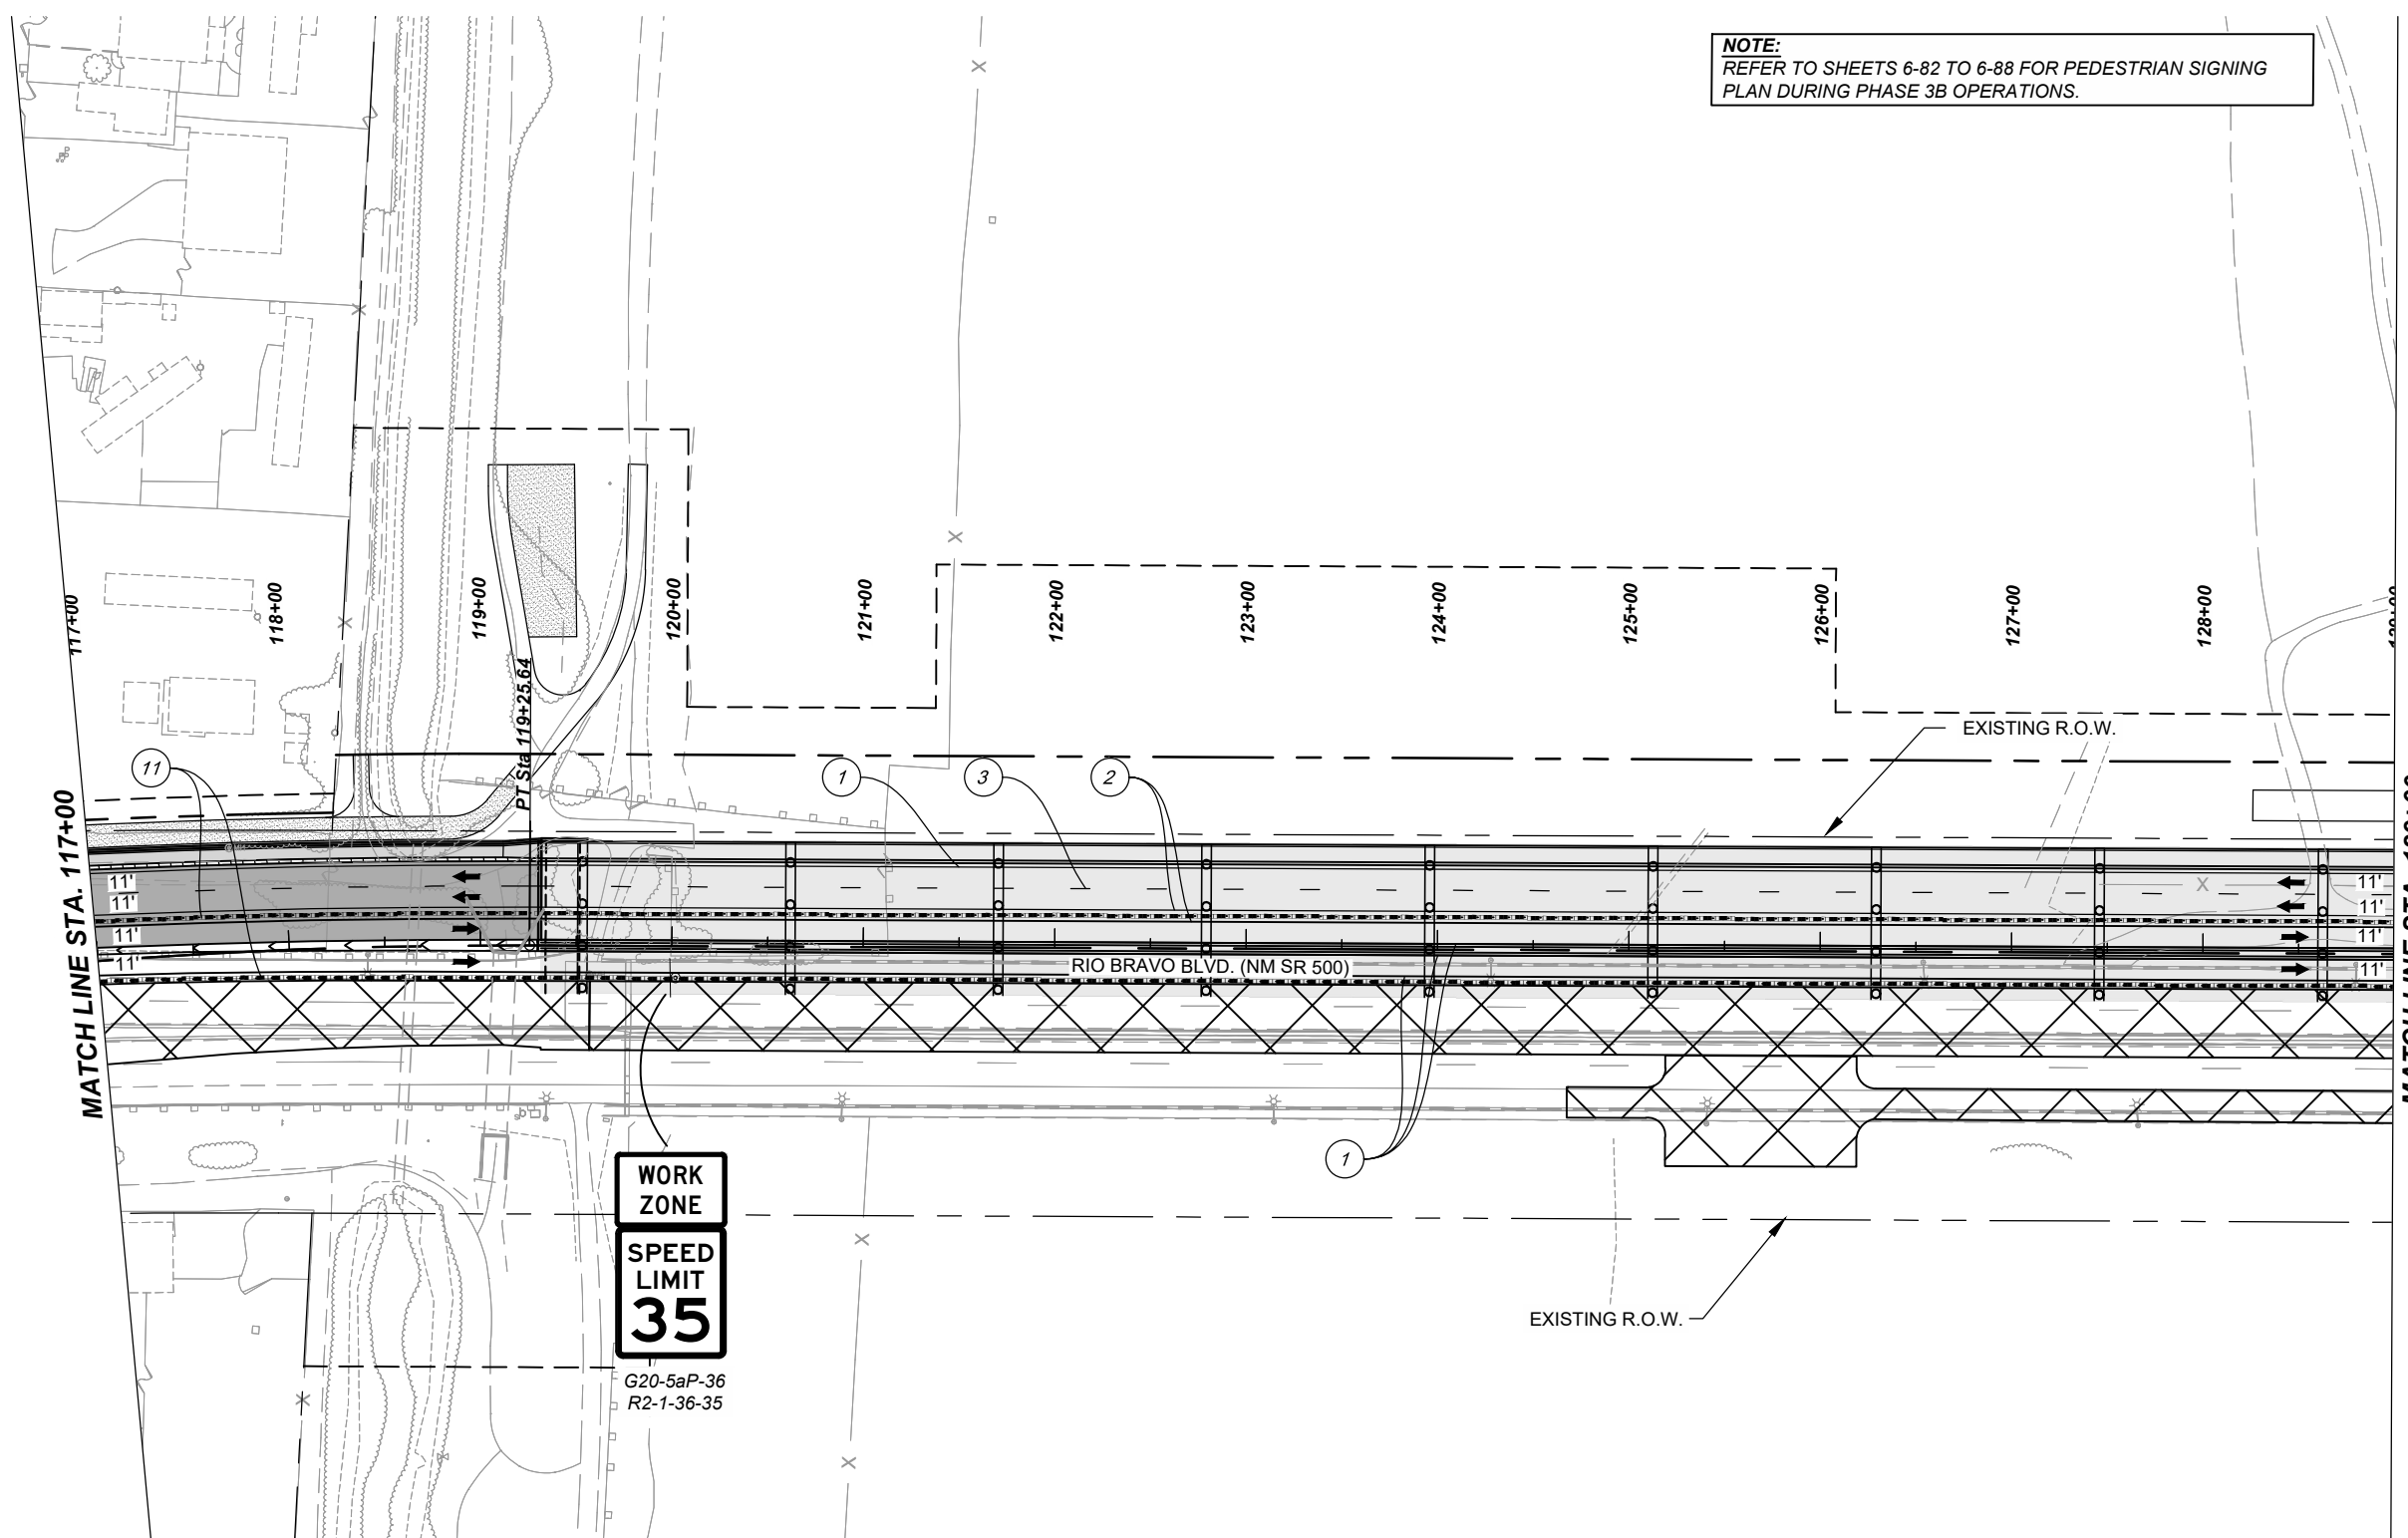 NOTE:
REFER TO SHEETS 6-82 TO 6-88 FOR PEDESTRIAN SIGNING
PLAN DURING PHASE 3B OPERATIONS.
117+00
118+00
119+00
120+00
121+00
122+00
123+00
124+00
125+00
126+00
127+00
128+00
PT Sta 119+25.64
EXISTING R.O.W.
11
1
3
2
MATCH LINE STA. 117+00
11'
11'
11'
11'
11'
11'
11'
11'
RIO BRAVO BLVD. (NM SR 500)
1
WORK
ZONE
SPEED
LIMIT
35
G20-5aP-36
R2-1-36-35
EXISTING R.O.W.